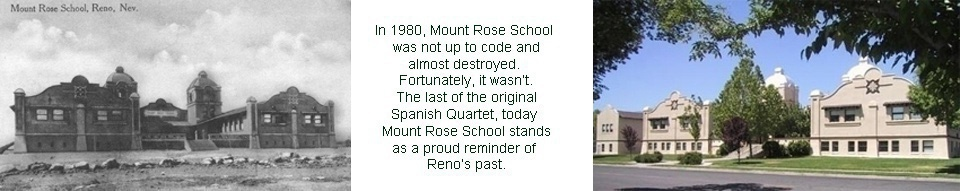 Mount Rose School, Reno, Nev.
In 1980, Mount Rose School
was not up to code and
almost destroyed.
Fortunately, it wasn't.
The last of the original
Spanish Quartet, today
Mount Rose School stands
as a proud reminder of
Reno's past.